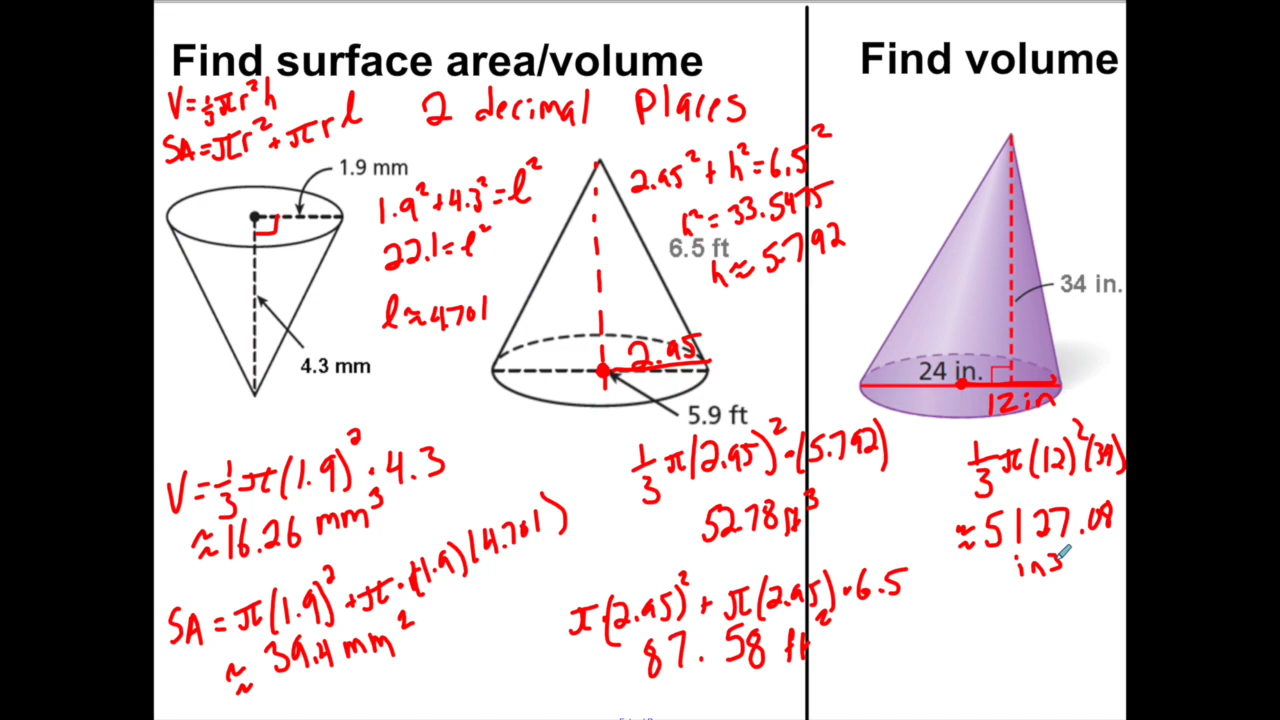 Find surface area/volume
V = 1/3 πr²h
SA = πr² + πrl
2 decimal places
1.9 mm
4.3 mm
1.9² + 4.3² = l²
22.1 = l²
l ≈ 4.701
V = 1/3 π(1.9)² · 4.3
≈ 16.26 mm³
SA = π(1.9)² + π · (1.9)(4.701)
≈ 39.4 mm²
2.95² + h² = 6.5²
h² = 33.5475
h ≈ 5.792
6.5 ft
2.95
5.9 ft
1/3 π(2.95)² · (5.792)
52.78 ft³
π · (2.95)² + π(2.95) · 6.5
87.58 ft²
Find volume
34 in.
24 in.
12 in
1/3 π(12)²(34)
≈ 5127.08
in3